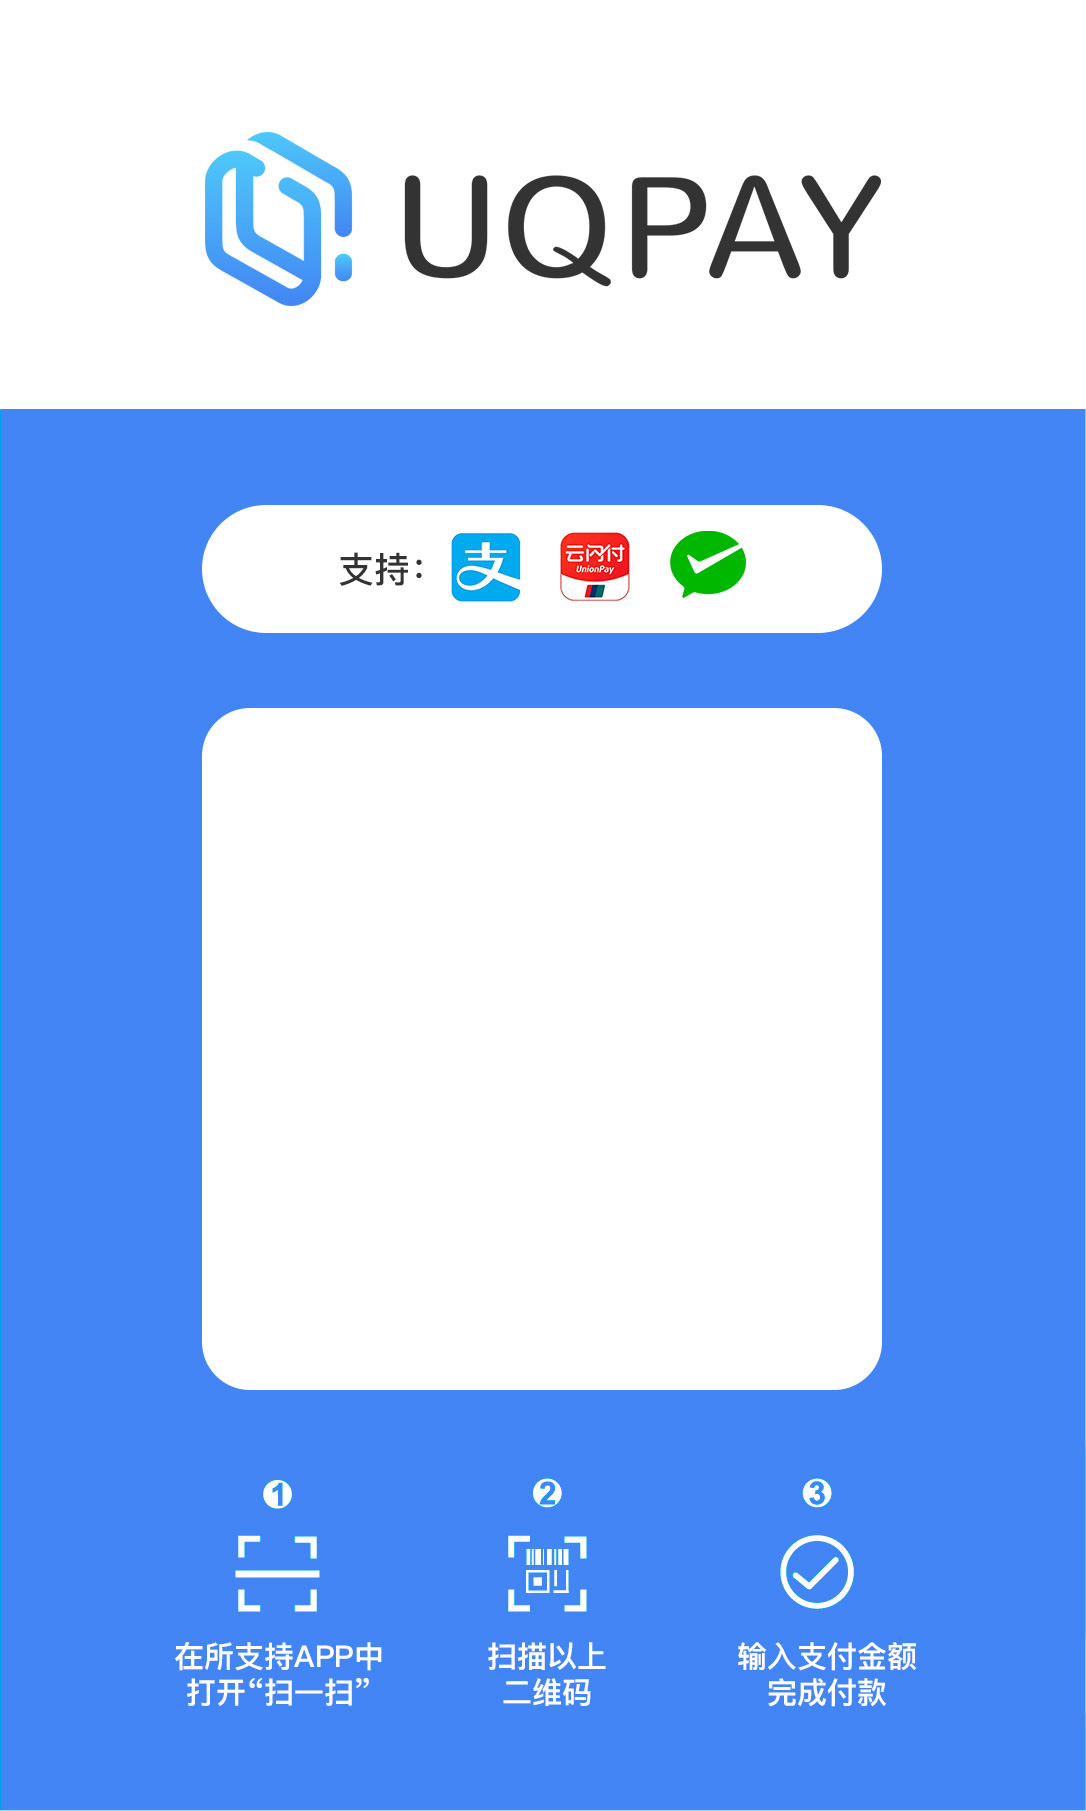 UQPAY
支持：
支
云闪付
UnionPay
1
2
3
在所支持APP中
打开“扫一扫”
扫描以上
二维码
输入支付金额
完成付款